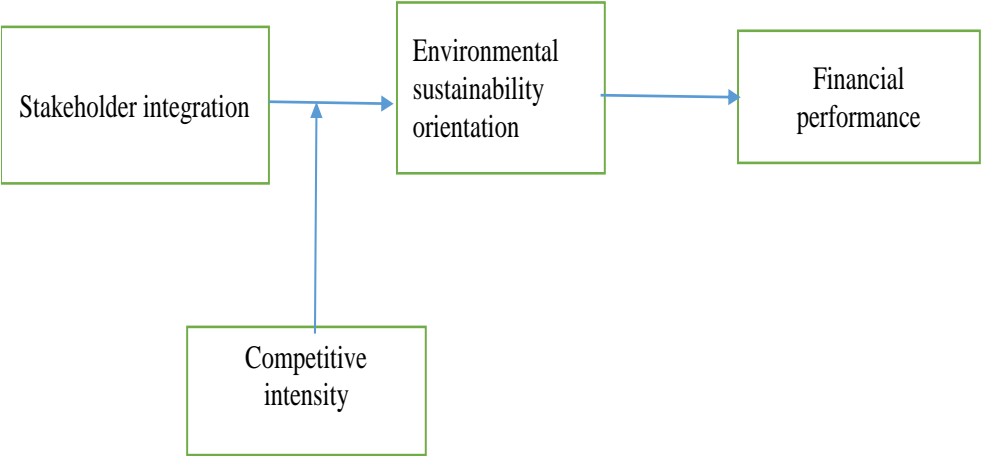 Stakeholder integration
Environmental
sustainability
orientation
Financial
performance
Competitive
intensity